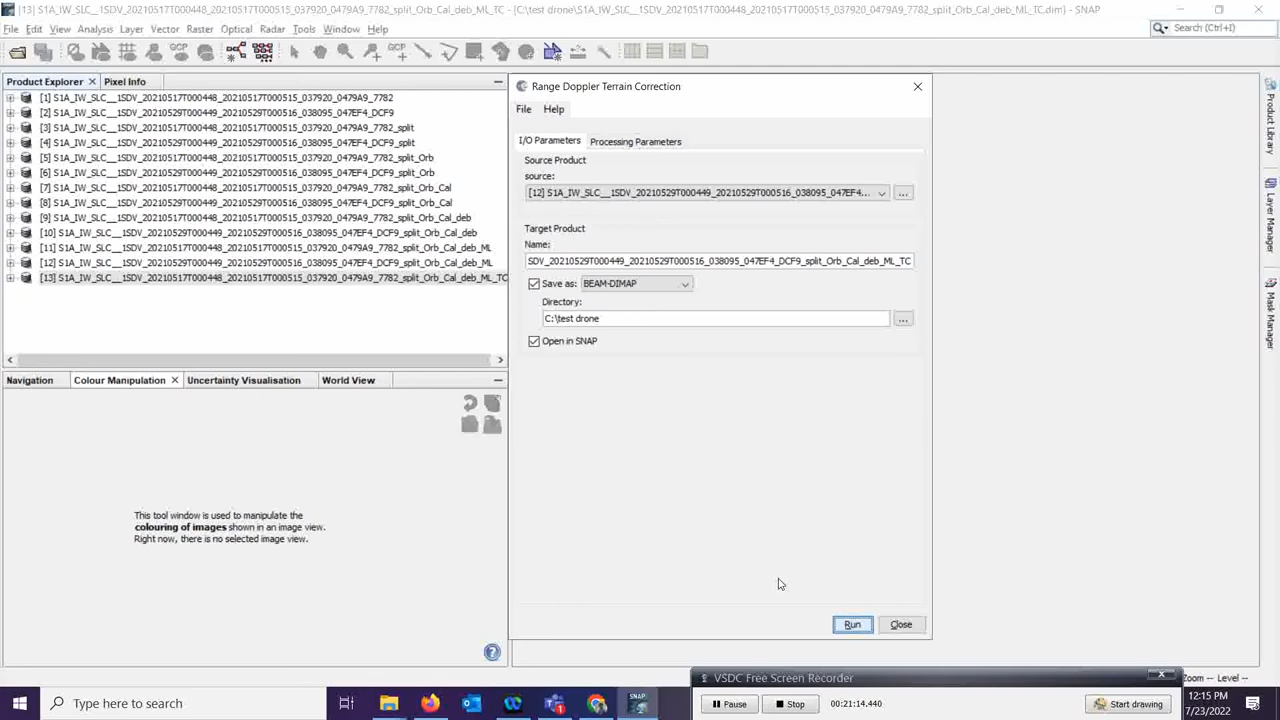 [13] S1A_IW_SLC__1SDV_20210517T000448_20210517T000515_037920_0479A9_7782_split_Orb_Cal_deb_ML_TC - [C:\test drone\S1A_IW_SLC__1SDV_20210517T000448_20210517T000515_037920_0479A9_7782_split_Orb_Cal_deb_ML_TC.dim] - SNAP
File Edit View Analysis Layer Vector Raster Optical Radar Tools Window Help
Search (Ctrl+I)
GCP
GCP
Product Explorer
Pixel Info
[1] S1A_IW_SLC__1SDV_20210517T000448_20210517T000515_037920_0479A9_7782
[2] S1A_IW_SLC__1SDV_20210529T000449_20210529T000516_038095_047EF4_DCF9
[3] S1A_IW_SLC__1SDV_20210517T000448_20210517T000515_037920_0479A9_7782_split
[4] S1A_IW_SLC__1SDV_20210529T000449_20210529T000516_038095_047EF4_DCF9_split
[5] S1A_IW_SLC__1SDV_20210517T000448_20210517T000515_037920_0479A9_7782_split_Orb
[6] S1A_IW_SLC__1SDV_20210529T000449_20210529T000516_038095_047EF4_DCF9_split_Orb
[7] S1A_IW_SLC__1SDV_20210517T000448_20210517T000515_037920_0479A9_7782_split_Orb_Cal
[8] S1A_IW_SLC__1SDV_20210529T000449_20210529T000516_038095_047EF4_DCF9_split_Orb_Cal
[9] S1A_IW_SLC__1SDV_20210517T000448_20210517T000515_037920_0479A9_7782_split_Orb_Cal_deb
[10] S1A_IW_SLC__1SDV_20210529T000449_20210529T000516_038095_047EF4_DCF9_split_Orb_Cal_deb
[11] S1A_IW_SLC__1SDV_20210517T000448_20210517T000515_037920_0479A9_7782_split_Orb_Cal_deb_ML
[12] S1A_IW_SLC__1SDV_20210529T000449_20210529T000516_038095_047EF4_DCF9_split_Orb_Cal_deb_ML
[13] S1A_IW_SLC__1SDV_20210517T000448_20210517T000515_037920_0479A9_7782_split_Orb_Cal_deb_ML_TC
Navigation
Colour Manipulation
Uncertainty Visualisation
World View
This tool window is used to manipulate the
colouring of images shown in an image view.
Right now, there is no selected image view.
Range Doppler Terrain Correction
File Help
I/O Parameters
Processing Parameters
Source Product
source:
[12] S1A_IW_SLC__1SDV_20210529T000449_20210529T000516_038095_047EF4...
...
Target Product
Name:
SDV_20210529T000449_20210529T000516_038095_047EF4_DCF9_split_Orb_Cal_deb_ML_TC
Save as: BEAM-DIMAP
Directory:
C:\test drone
...
Open in SNAP
Run
Close
Product Library
Layer Manager
Mask Manager
Zoom -- Level --
VSDC Free Screen Recorder
Pause
Stop
00:21:14.440
Start drawing
Type here to search
12:15 PM
7/23/2022